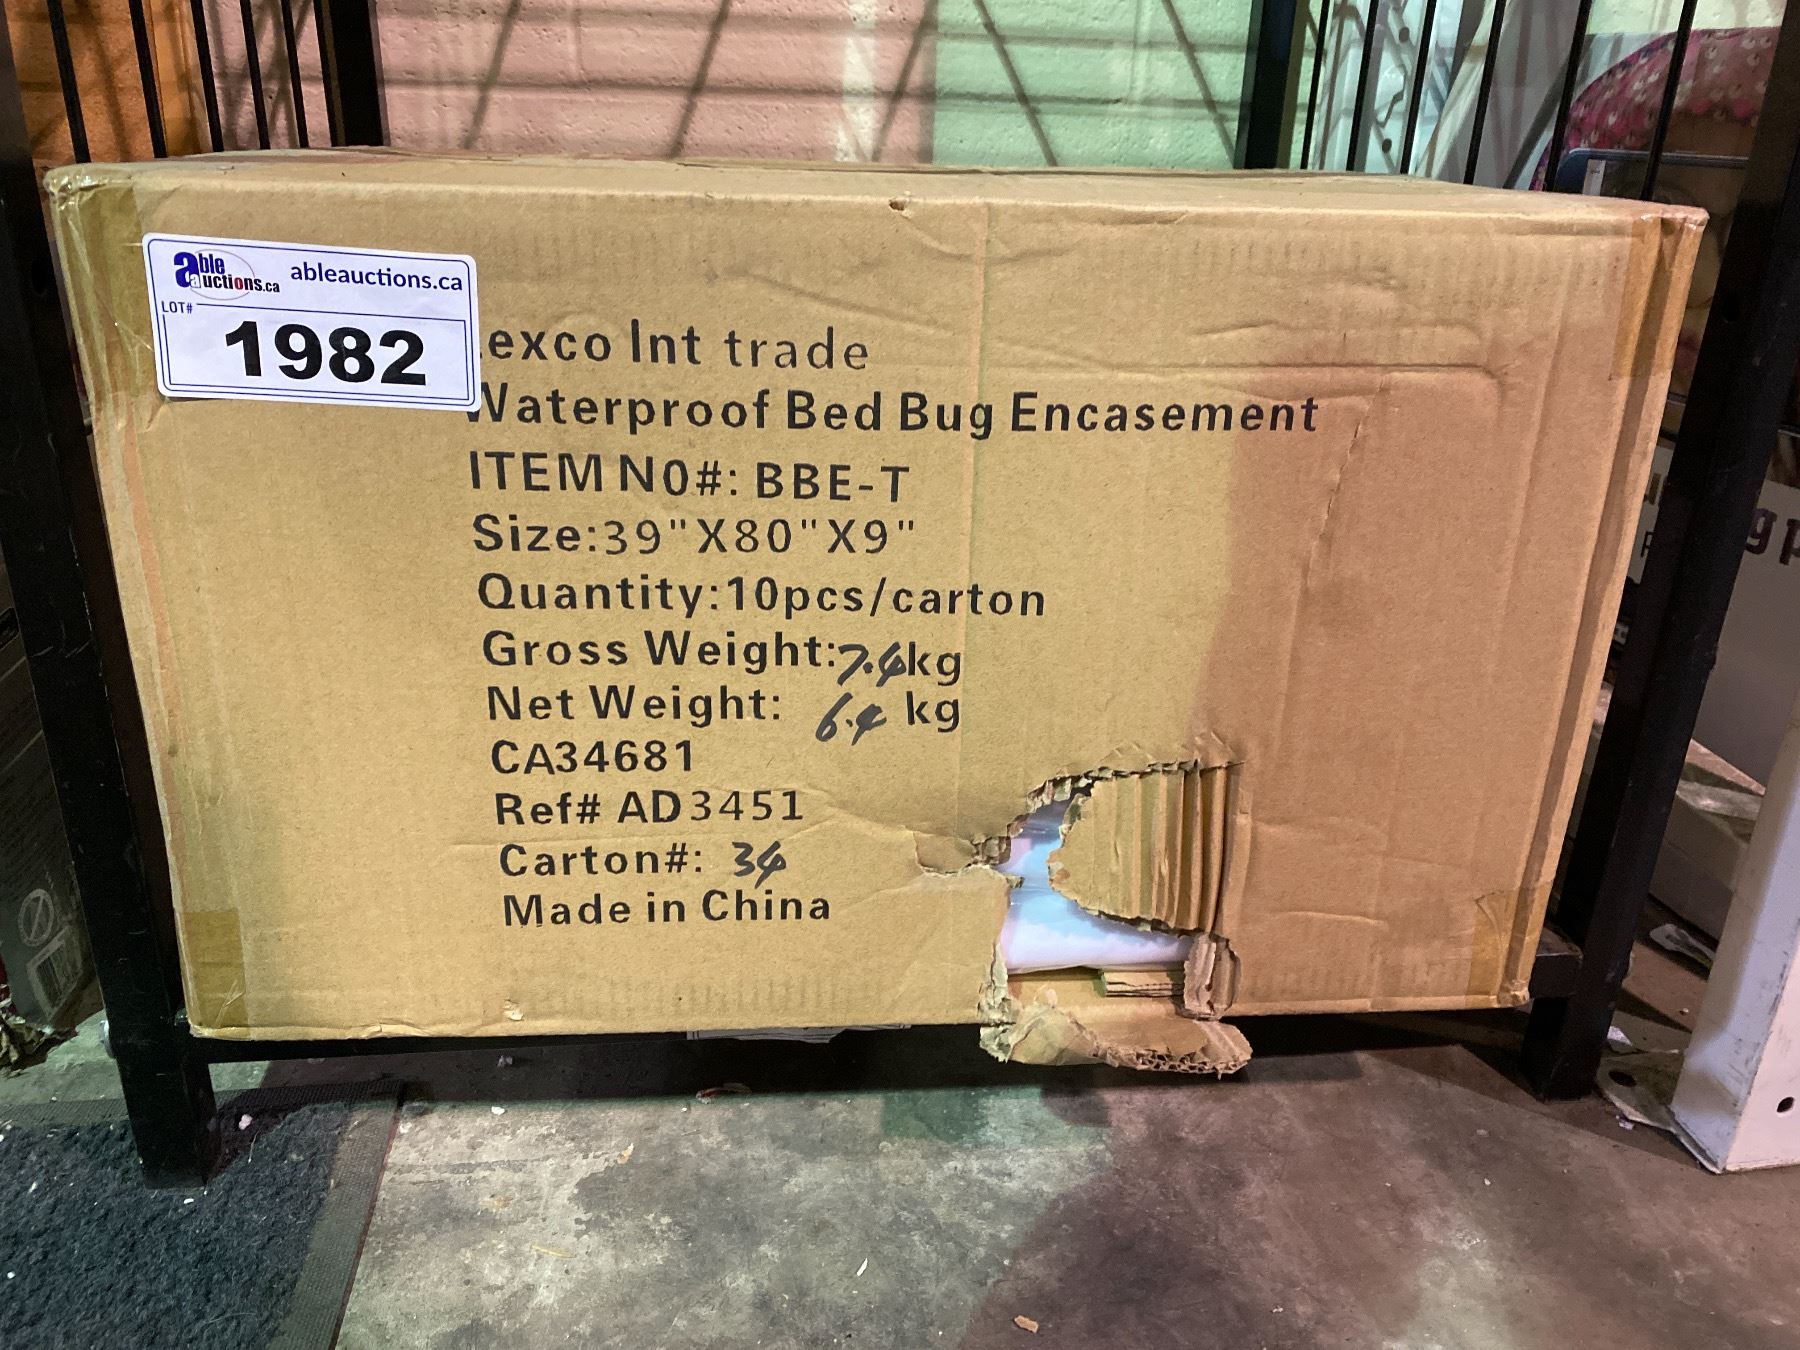 able auctions.ca ableauctions.ca
LOT#
1982
exco Int trade
Waterproof Bed Bug Encasement
ITEM NO#: BBE-T
Size:39"X80"X9"
Quantity:10pcs/carton
Gross Weight:7.4kg
Net Weight: 6.4 kg
CA34681
Ref# AD3451
Carton#: 34
Made in China